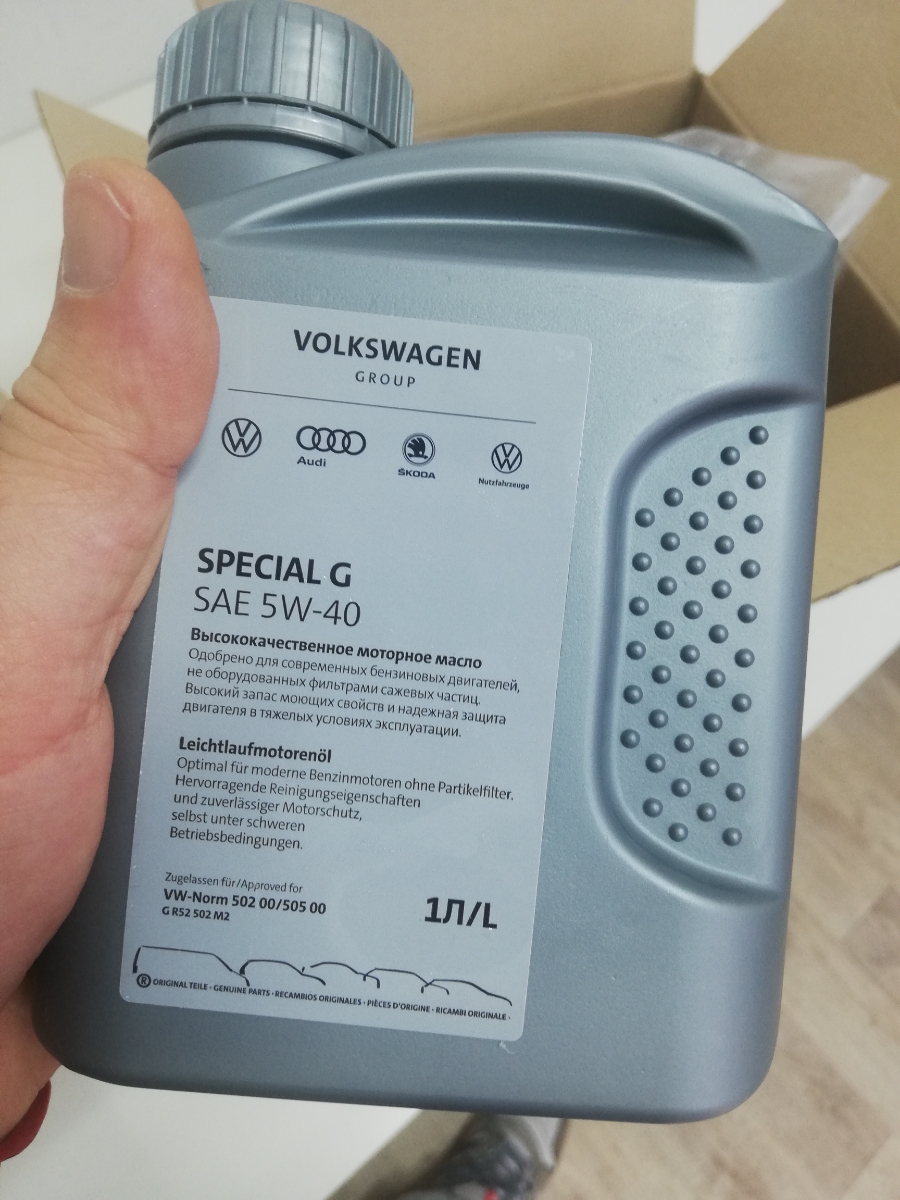 VOLKSWAGEN
GROUP
Audi
ŠKODA
Nutzfahrzeuge
SPECIAL G
SAE 5W-40
Высококачественное моторное масло
Одобрено для современных бензиновых двигателей,
не оборудованных фильтрами сажевых частиц.
Высокий запас моющих свойств и надежная защита
двигателя в тяжелых условиях эксплуатации.
Leichtlaufmotorenöl
Optimal für moderne Benzinmotoren ohne Partikelfilter.
Hervorragende Reinigungseigenschaften
und zuverlässiger Motorschutz,
selbst unter schweren
Betriebsbedingungen.
Zugelassen für/Approved for
VW-Norm 502 00/505 00
G R52 502 M2
1Л/L
® ORIGINAL TEILE · GENUINE PARTS · RECAMBIOS ORIGINALES · PIÈCES D'ORIGINE · RICAMBI ORIGINALE ·